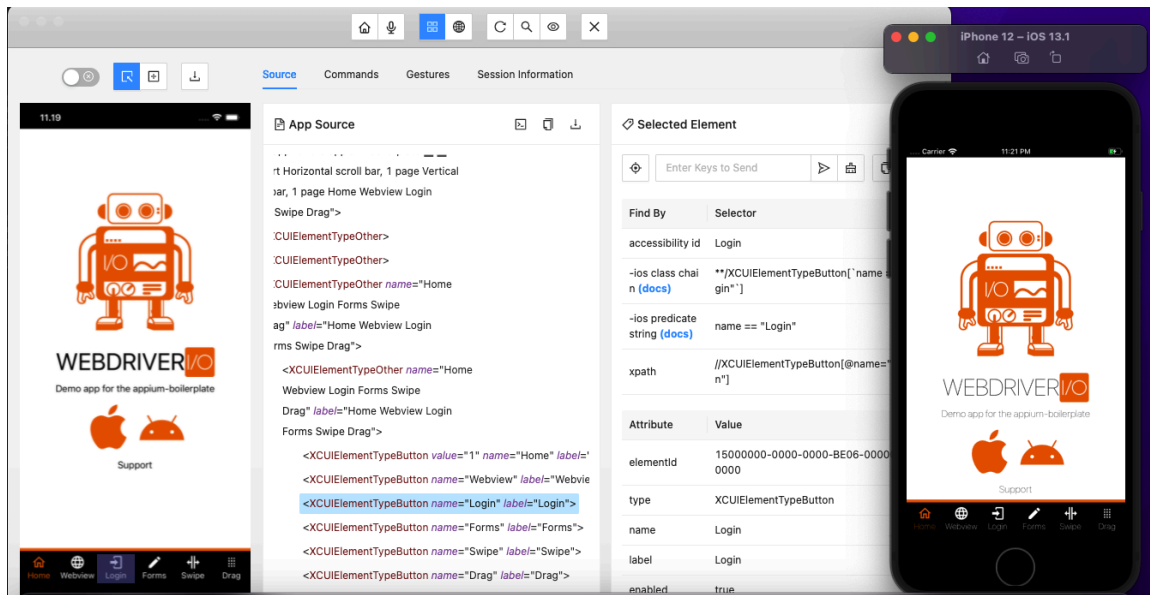 iPhone 12 – iOS 13.1
Source
Commands
Gestures
Session Information
11.19
WEBDRIVER I/O
Demo app for the appium-boilerplate
Support
Home
Webview
Login
Forms
Swipe
Drag
I/O
App Source
rt Horizontal scroll bar, 1 page Vertical
bar, 1 page Home Webview Login
Swipe Drag">
CUIElementTypeOther>
CUIElementTypeOther>
CUIElementTypeOther name="Home
ebview Login Forms Swipe
ag" label="Home Webview Login
rms Swipe Drag">
<XCUIElementTypeOther name="Home
Webview Login Forms Swipe
Drag" label="Home Webview Login
Forms Swipe Drag">
<XCUIElementTypeButton value="1" name="Home" label="
<XCUIElementTypeButton name="Webview" label="Webvie
<XCUIElementTypeButton name="Login" label="Login">
<XCUIElementTypeButton name="Forms" label="Forms">
<XCUIElementTypeButton name="Swipe" label="Swipe">
<XCUIElementTypeButton name="Drag" label="Drag">
Selected Element
Enter Keys to Send
Find By Selector
accessibility id Login
-ios class chai
n (docs)
**/XCUIElementTypeButton[`name
gin"`]
-ios predicate
string (docs)
name == "Login"
xpath
//XCUIElementTypeButton[@name="
n"]
Attribute Value
elementId
15000000-0000-0000-BE06-0000
0000
type XCUIElementTypeButton
name Login
label Login
enabled true
Carrier 11:21 PM
I/O
WEBDRIVER I/O
Demo app for the appium-boilerplate
Support
Home
Webview
Login
Forms
Swipe
Drag